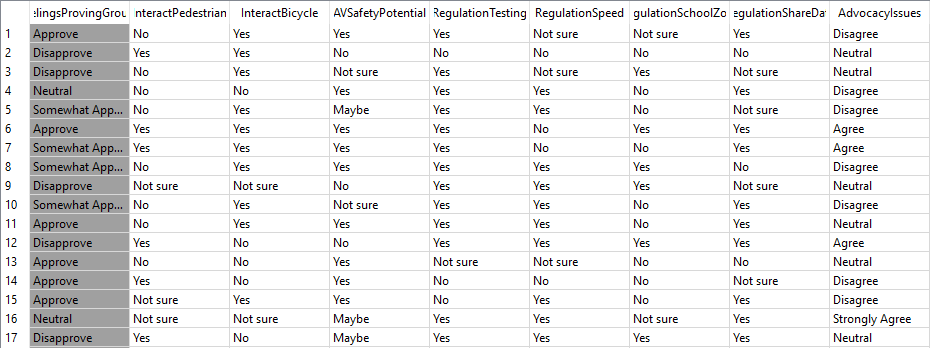 elingsProvingGrou InteractPedestrian InteractBicycle AVSafetyPotential RegulationTesting RegulationSpeed gulationSchoolZo egulationShareDat AdvocacyIssues
1 Approve No Yes Yes Yes Not sure Not sure Yes Disagree
2 Disapprove Yes Yes No No No No No Neutral
3 Disapprove No Yes Not sure Yes Not sure Yes Not sure Neutral
4 Neutral No No Yes Yes Yes No Yes Disagree
5 Somewhat App... No Yes Maybe Yes Yes No Not sure Disagree
6 Approve Yes Yes Yes Yes No Yes Yes Agree
7 Somewhat App... Yes Yes Yes Yes No No Yes Agree
8 Somewhat App... No Yes Yes Yes Yes Yes No Disagree
9 Disapprove Not sure Not sure No Yes Yes Yes Not sure Neutral
10 Somewhat App... No Yes Not sure Yes Yes No Yes Disagree
11 Approve No Yes Yes Yes Yes No Yes Neutral
12 Disapprove Yes No No Yes Yes Yes Yes Agree
13 Approve No No Yes Not sure Not sure No No Neutral
14 Approve Yes No Yes No No No Not sure Disagree
15 Approve Not sure Yes Yes No Yes No Yes Disagree
16 Neutral Not sure Not sure Maybe Yes Yes Not sure Yes Strongly Agree
17 Disapprove Yes No Maybe Yes Yes Yes Yes Neutral